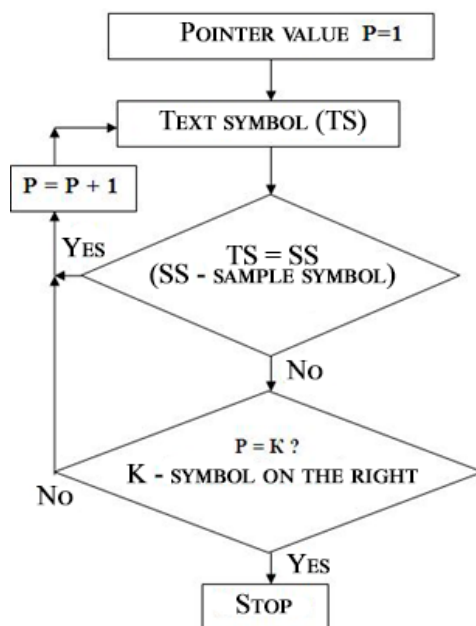 POINTER VALUE P=1
TEXT SYMBOL (TS)
P = P + 1
YES
TS = SS
(SS - SAMPLE SYMBOL)
NO
P = K ?
K - SYMBOL ON THE RIGHT
NO
YES
STOP